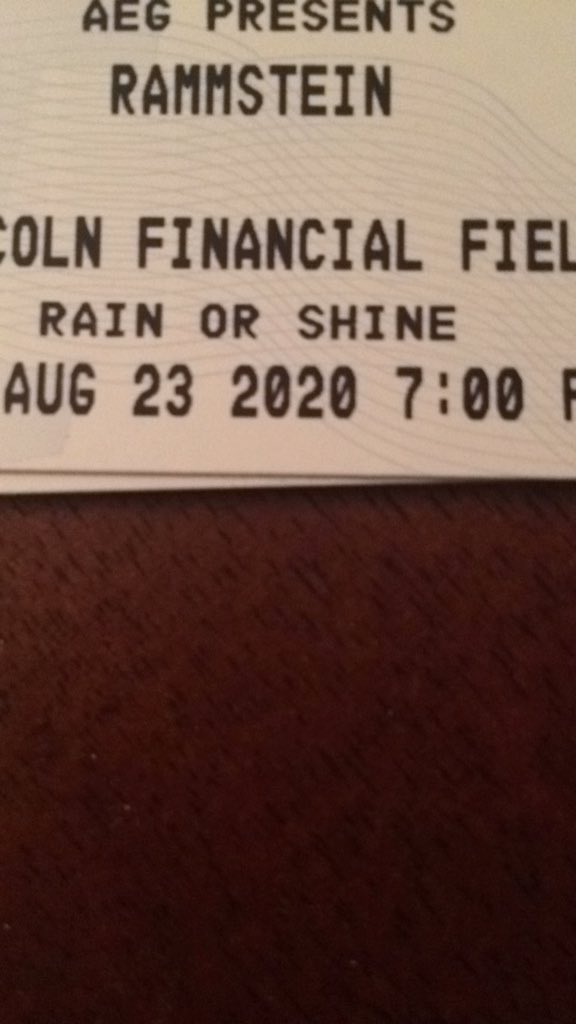 AEG PRESENTS
RAMMSTEIN
COLN FINANCIAL FIEL
RAIN OR SHINE
AUG 23 2020 7:00 P